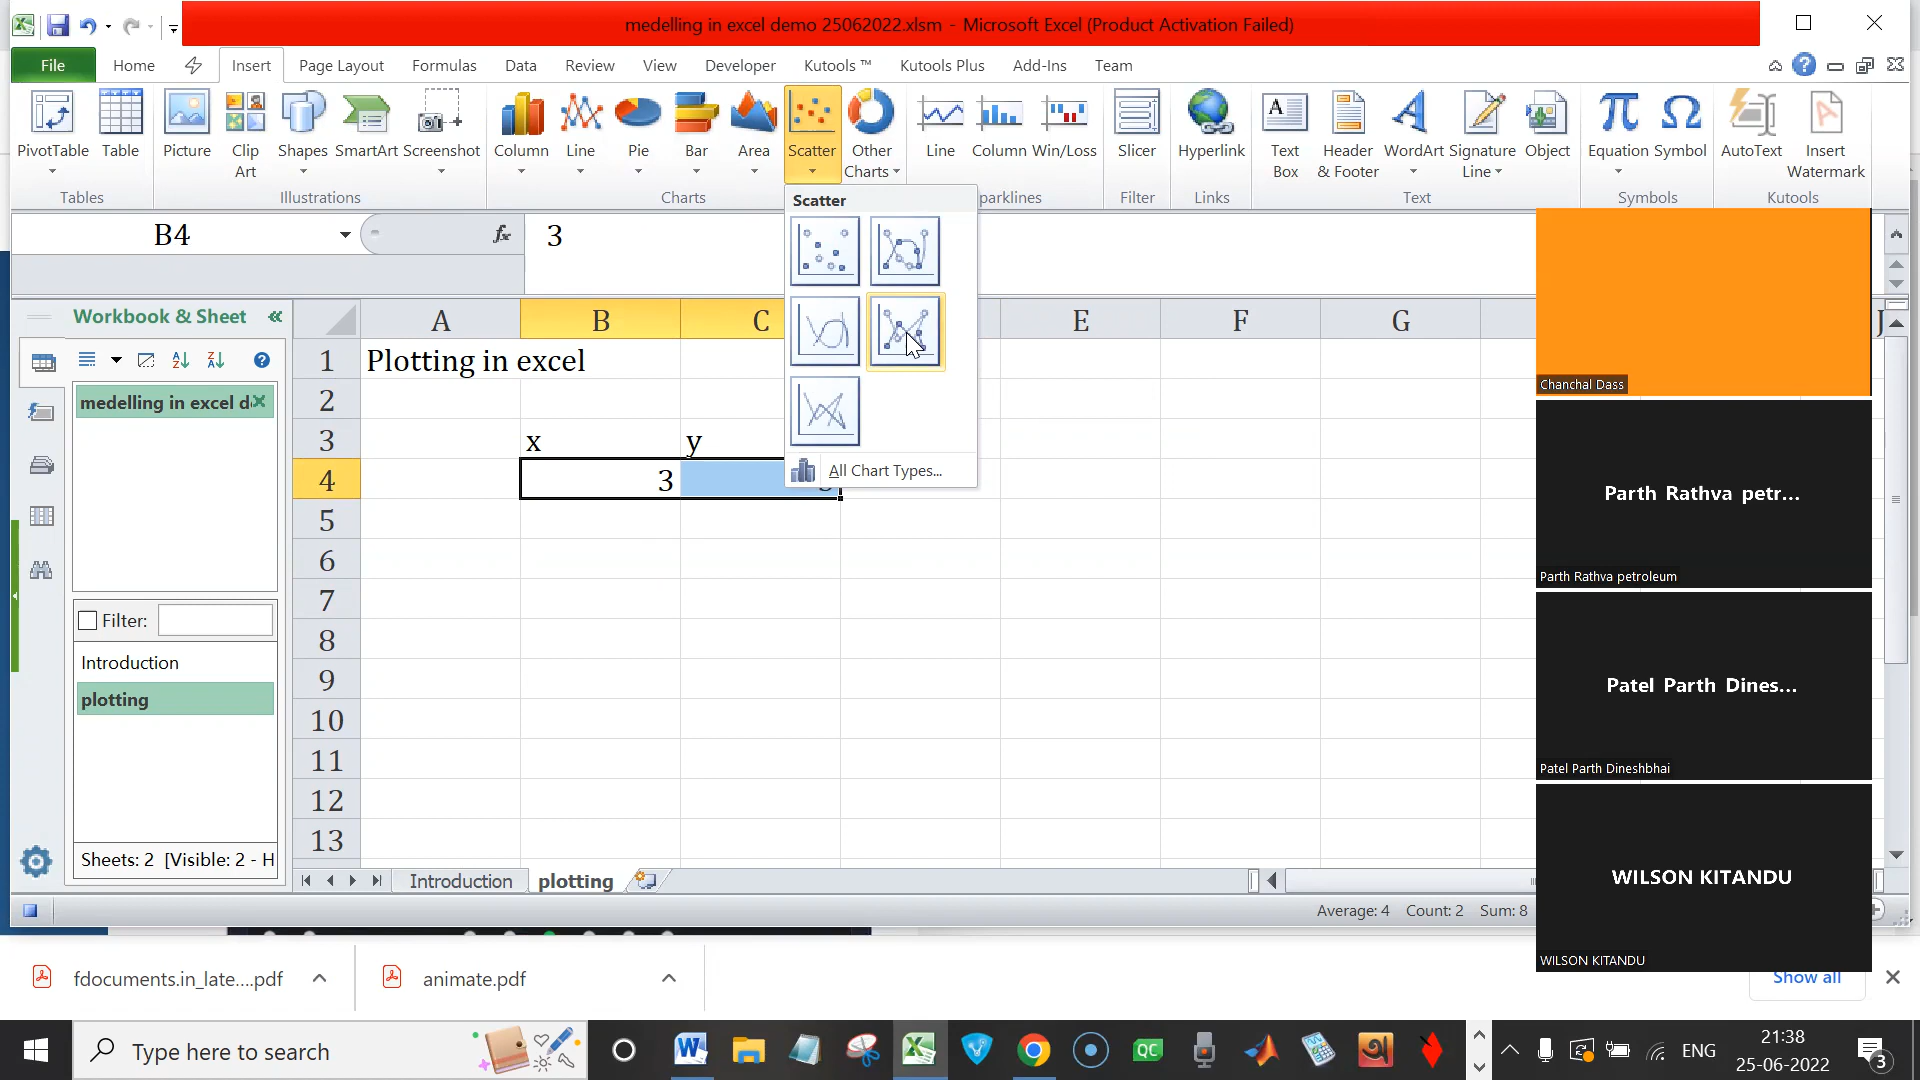 medelling in excel demo 25062022.xlsm - Microsoft Excel (Product Activation Failed)
File Home Insert Page Layout Formulas Data Review View Developer Kutools ™ Kutools Plus Add-Ins Team
PivotTable Table Picture Clip Art Shapes SmartArt Screenshot Column Line Pie Bar Area Scatter Other Charts Line Column Win/Loss Slicer Hyperlink Text Box Header & Footer WordArt Signature Line Object Equation Symbol AutoText Insert Watermark
Tables Illustrations Charts parklines Filter Links Text Symbols Kutools
Scatter
All Chart Types...
B4 fx 3
Workbook & Sheet
medelling in excel d
Filter:
Introduction
plotting
Sheets: 2 [Visible: 2 - H
A B C E F G J
1 Plotting in excel
2
3 x y
4 3
5
6
7
8
9
10
11
12
13
Introduction plotting
Average: 4 Count: 2 Sum: 8
Chanchal Dass
Parth Rathva petr...
Parth Rathva petroleum
Patel Parth Dines...
Patel Parth Dineshbhai
WILSON KITANDU
WILSON KITANDU
fdocuments.in_late....pdf
animate.pdf
Show all
Type here to search
QC
ENG
21:38
25-06-2022
3